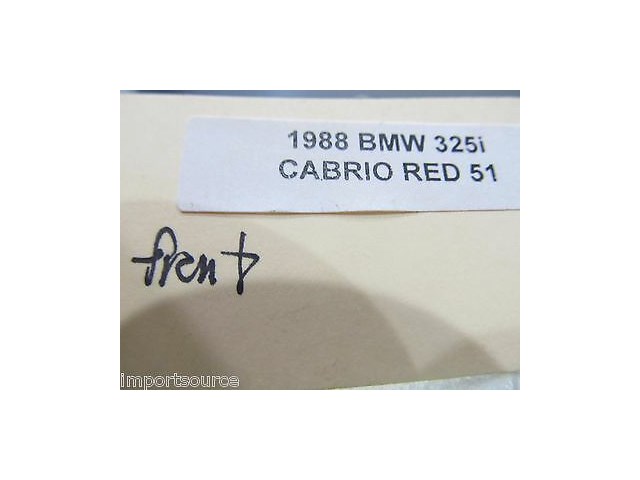 1988 BMW 325i
CABRIO RED 51
front
importsource